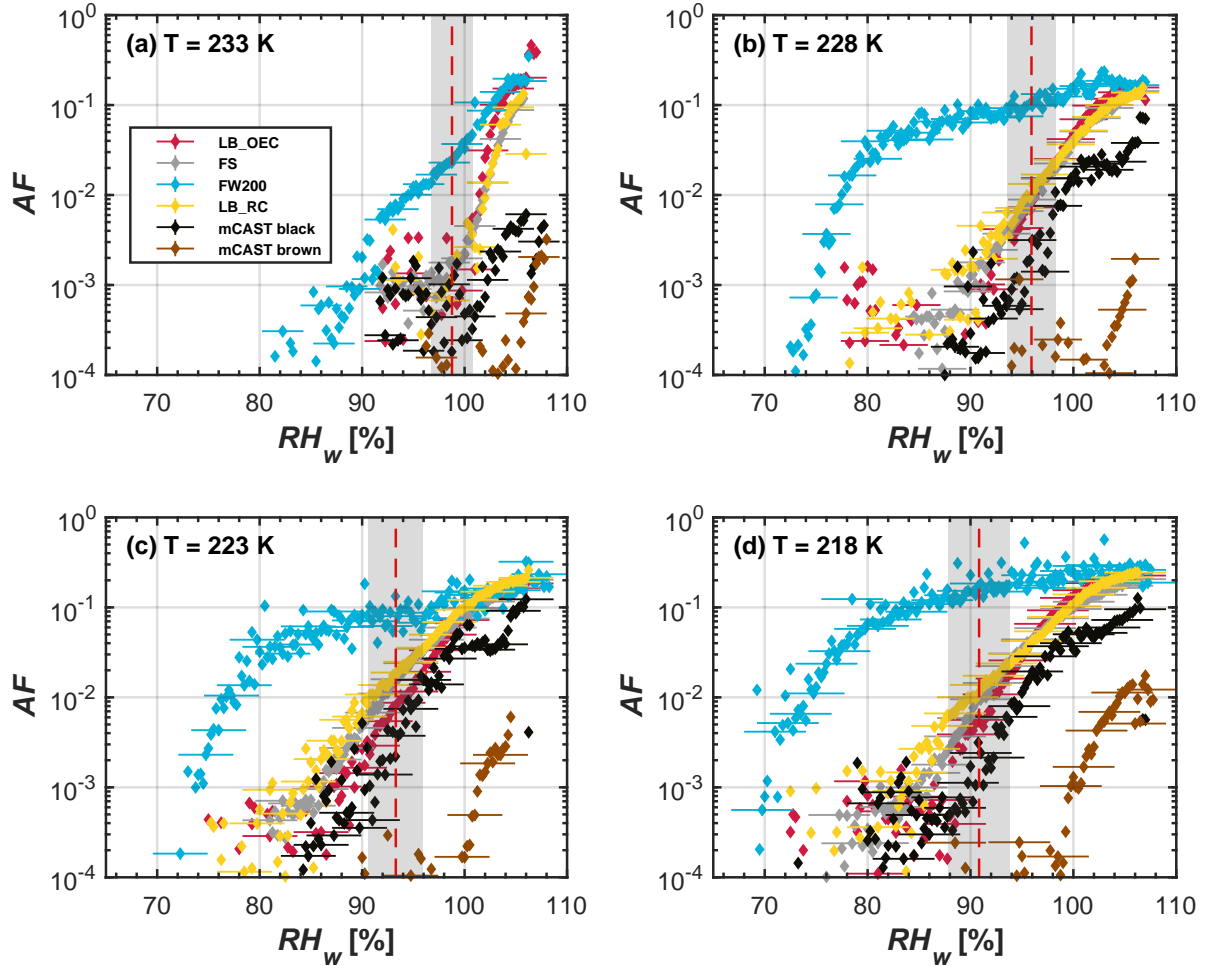 (a) T = 233 K
10^0
10^-1
10^-2
10^-3
10^-4
AF
LB_OEC
FS
FW200
LB_RC
mCAST black
mCAST brown
70 80 90 100 110
RH_w [%]
(b) T = 228 K
10^0
10^-1
10^-2
10^-3
10^-4
AF
70 80 90 100 110
RH_w [%]
(c) T = 223 K
10^0
10^-1
10^-2
10^-3
10^-4
AF
70 80 90 100 110
RH_w [%]
(d) T = 218 K
10^0
10^-1
10^-2
10^-3
10^-4
AF
70 80 90 100 110
RH_w [%]